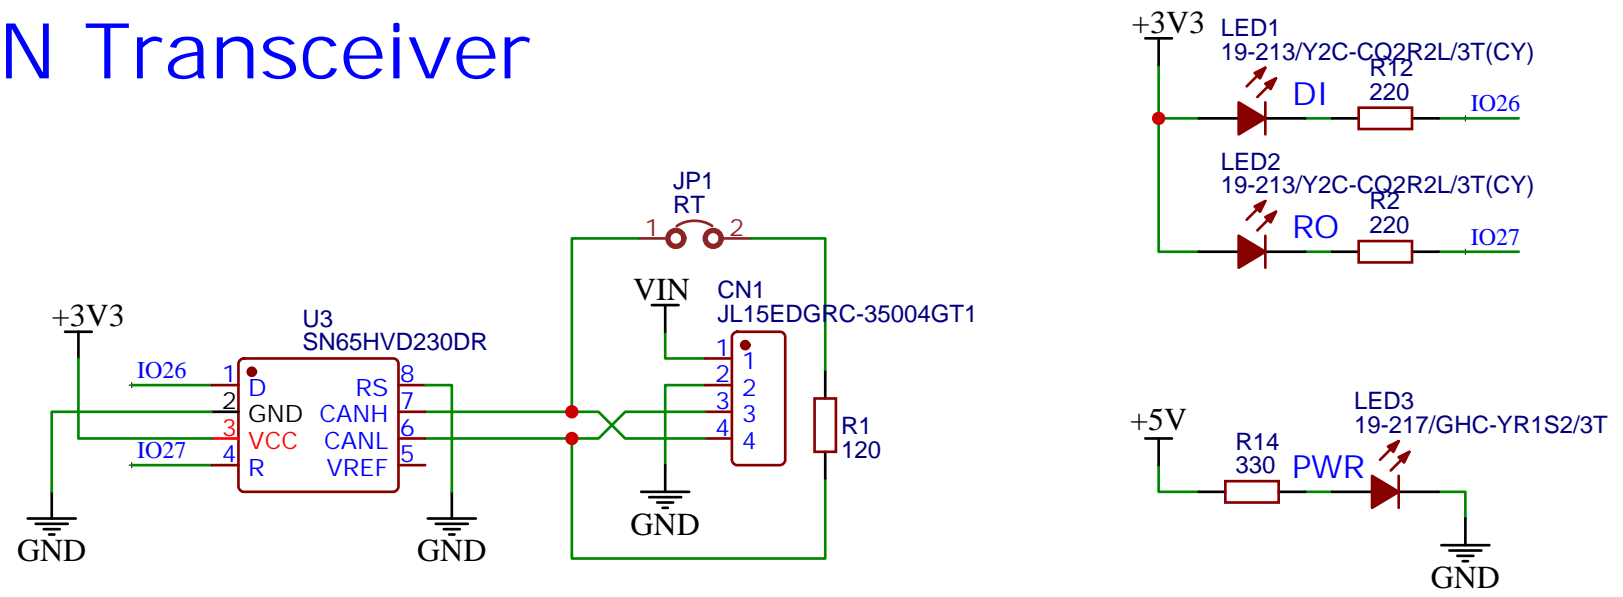 N Transceiver
+3V3
LED1
19-213/Y2C-CQ2R2L/3T(CY)
R12
220
DI
IO26
LED2
19-213/Y2C-CQ2R2L/3T(CY)
R2
220
RO
IO27
JP1
RT
1
2
VIN
CN1
JL15EDGRC-35004GT1
1
2
3
4
1
2
3
4
R1
120
GND
+3V3
U3
SN65HVD230DR
IO26
IO27
1
2
3
4
D
GND
VCC
R
RS
CANH
CANL
VREF
8
7
6
5
GND
GND
+5V
R14
330
PWR
LED3
19-217/GHC-YR1S2/3T
GND